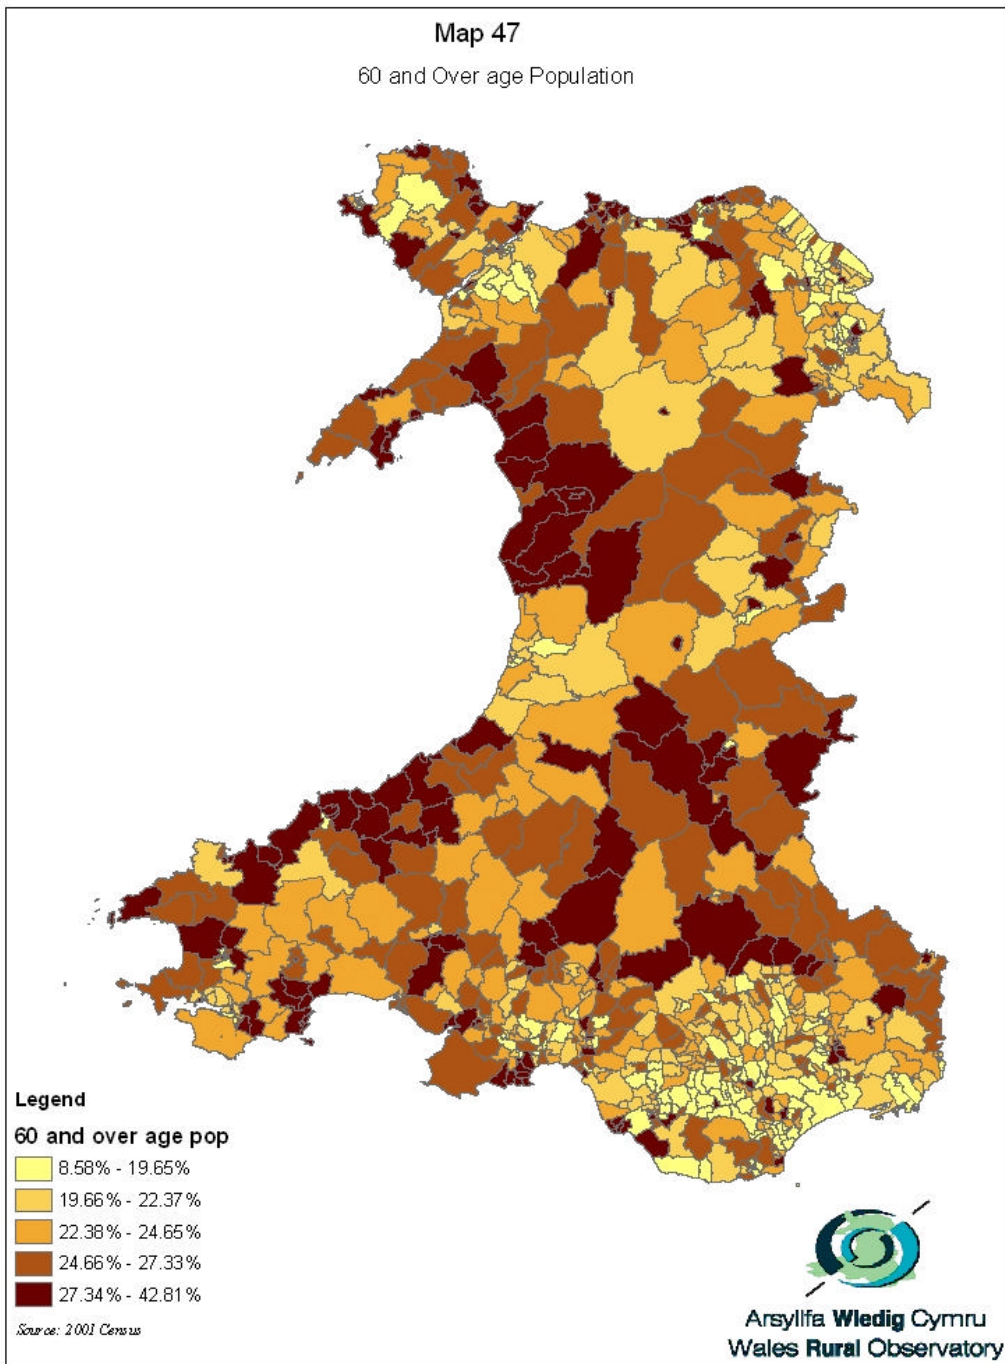 Map 47
60 and Over age Population
Legend
60 and over age pop
8.58% - 19.65%
19.66% - 22.37%
22.38% - 24.65%
24.66% - 27.33%
27.34% - 42.81%
Source: 2001 Census
Arsyllfa Wledig Cymru
Wales Rural Observatory